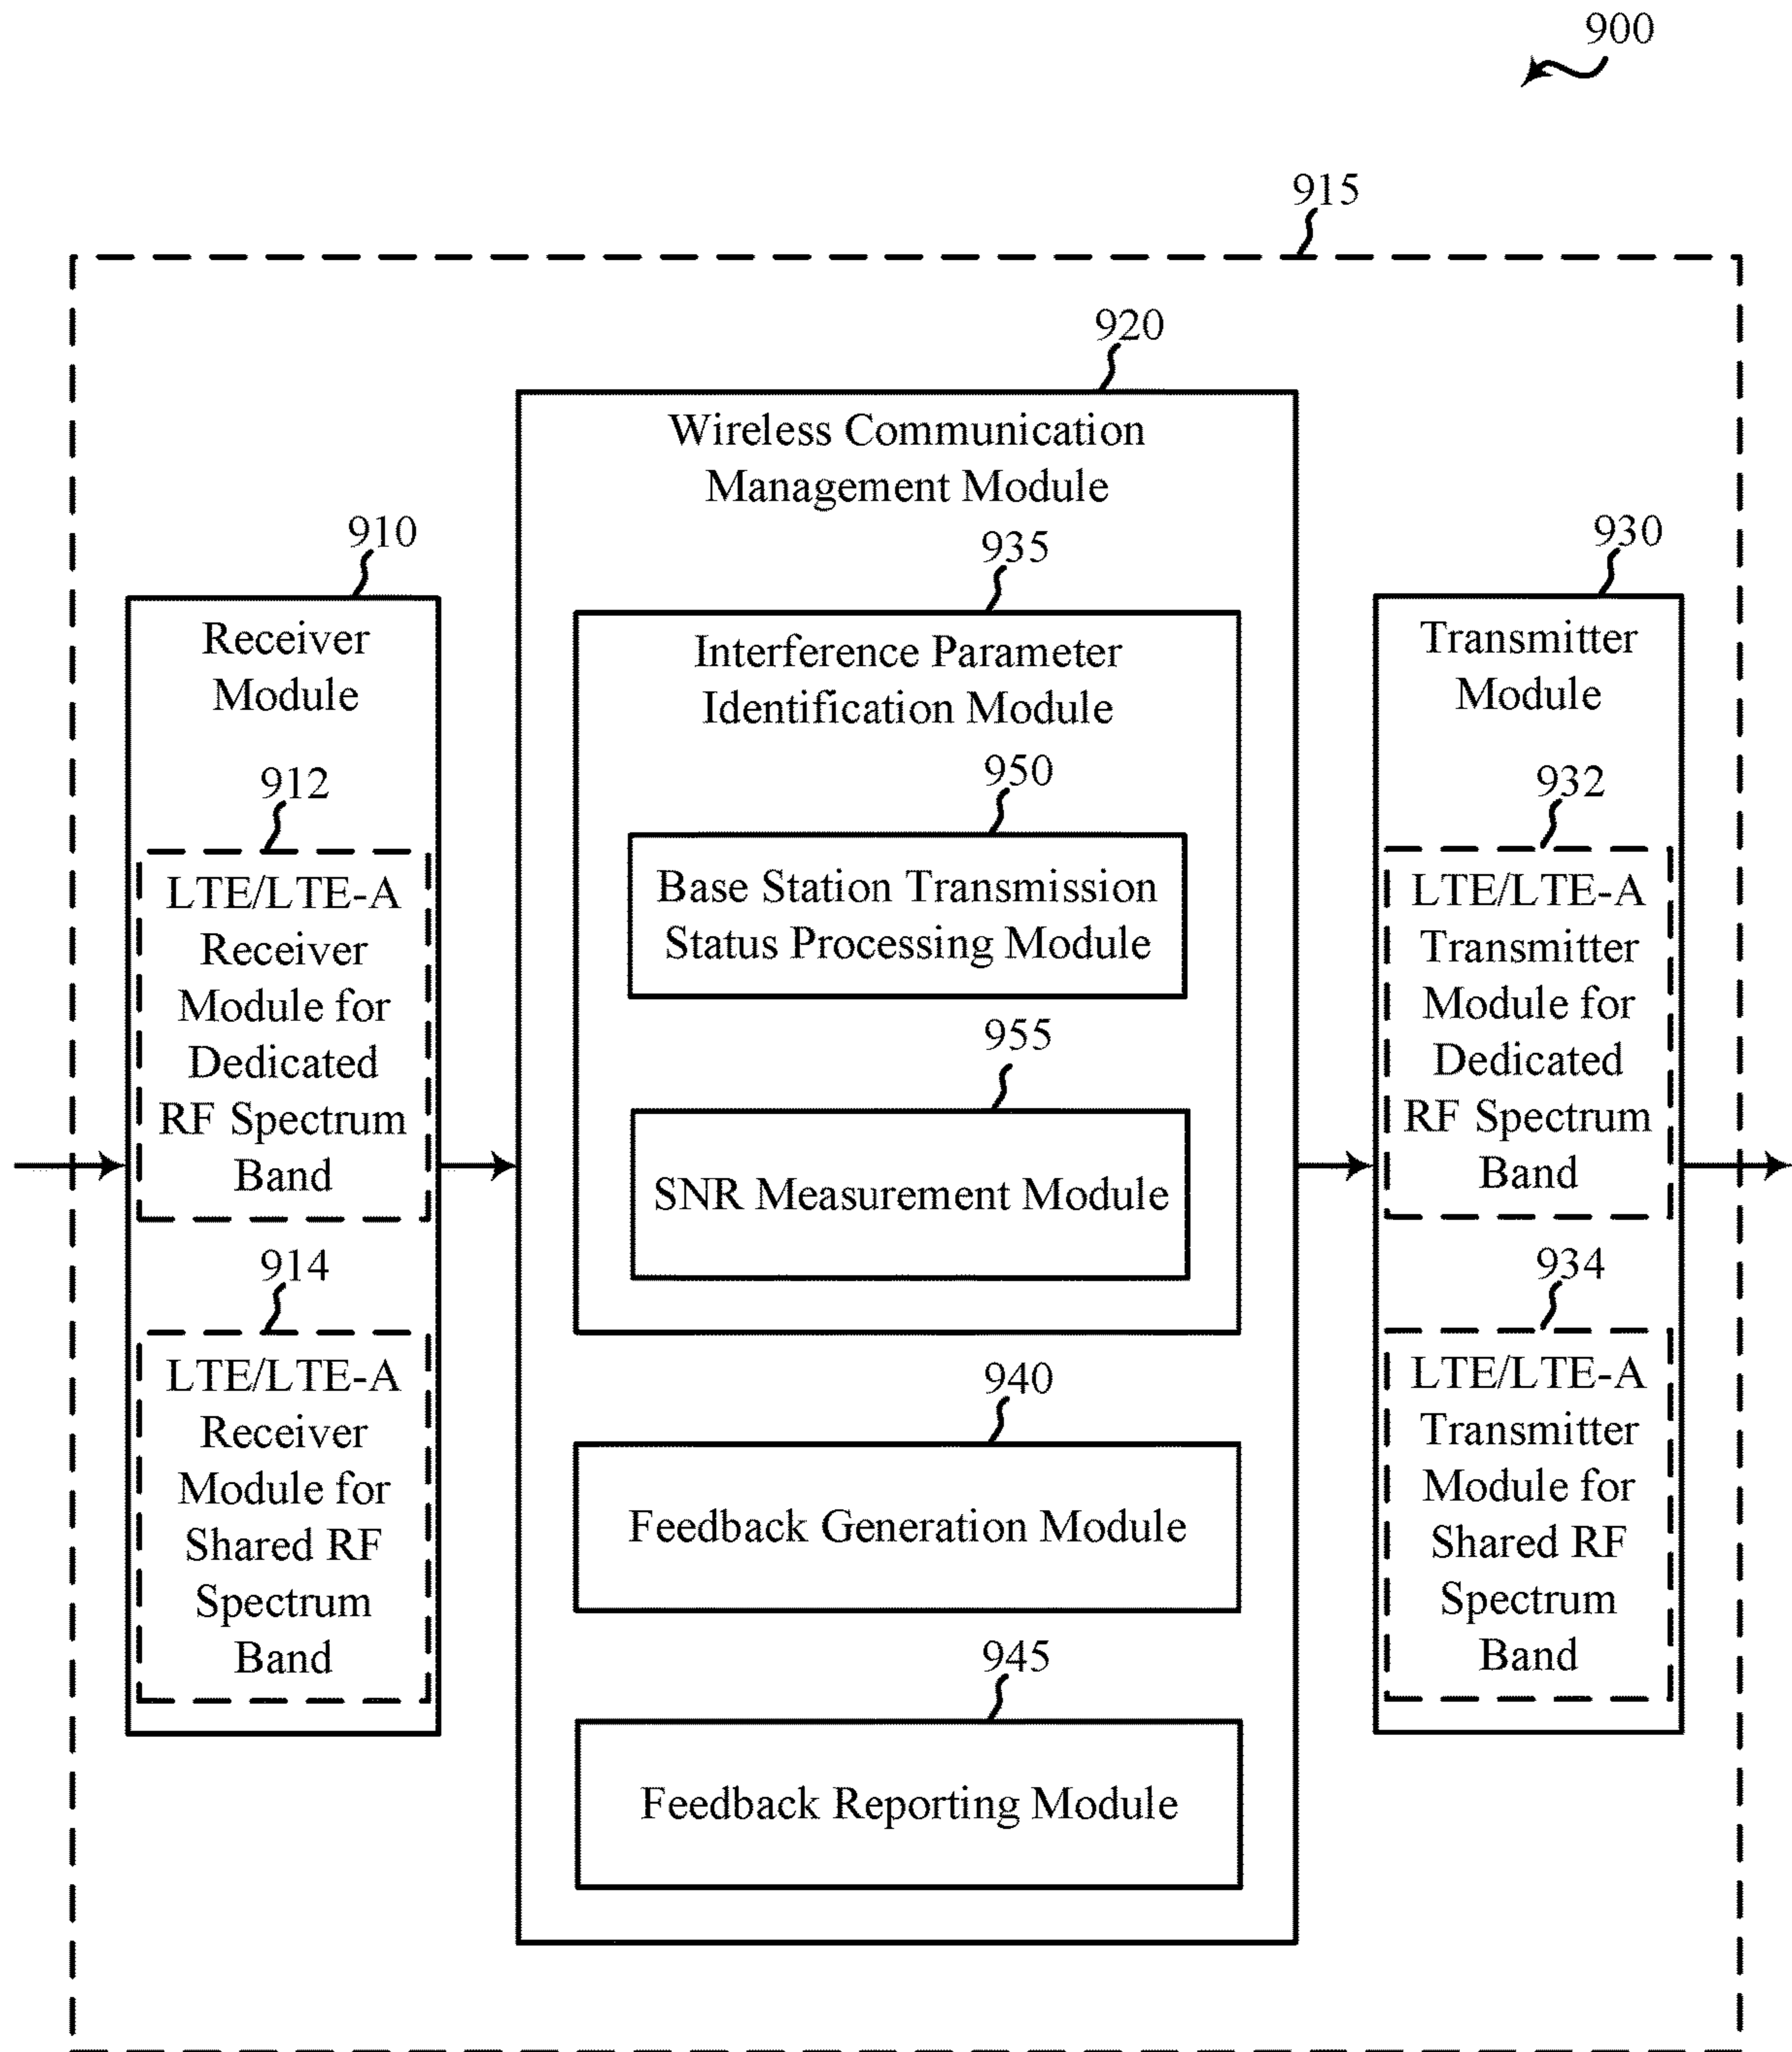 900
915
920
Wireless Communication
Management Module
910
Receiver
Module
912
LTE/LTE-A
Receiver
Module for
Dedicated
RF Spectrum
Band
914
LTE/LTE-A
Receiver
Module for
Shared RF
Spectrum
Band
935
Interference Parameter
Identification Module
950
Base Station Transmission
Status Processing Module
955
SNR Measurement Module
940
Feedback Generation Module
945
Feedback Reporting Module
930
Transmitter
Module
932
LTE/LTE-A
Transmitter
Module for
Dedicated
RF Spectrum
Band
934
LTE/LTE-A
Transmitter
Module for
Shared RF
Spectrum
Band